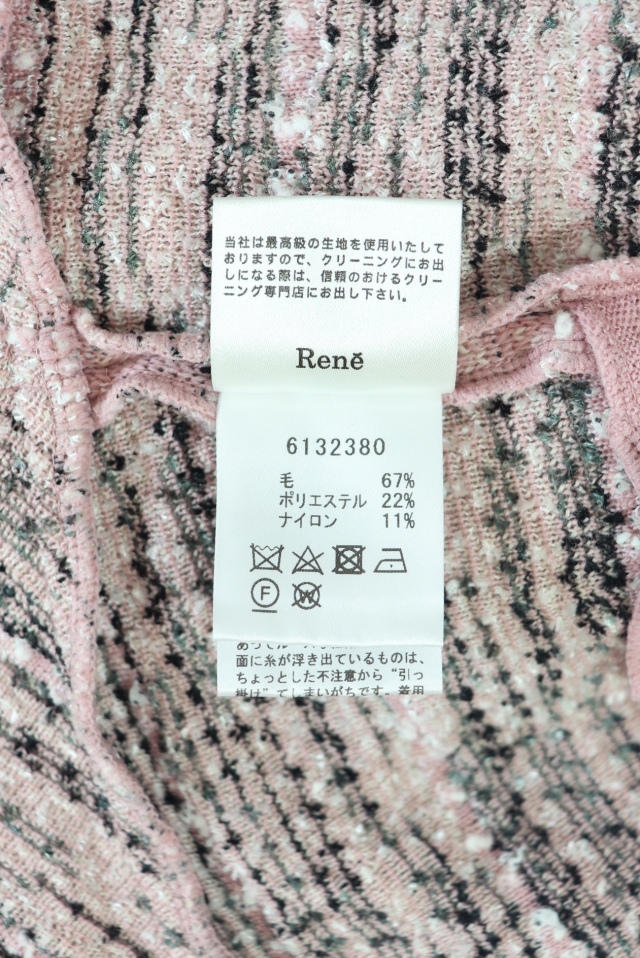 当社は最高級の生地を使用いたして
おりますので、クリーニングにお出
しになる際は、信頼のおけるクリー
ニング専門店にお出し下さい。
Renĕ
6132380
毛 67%
ポリエステル 22%
ナイロン 11%
F
W
面に糸が浮き出ているものは、
ちょっとした不注意から“引っ
掛け”てしまいがちです。着用